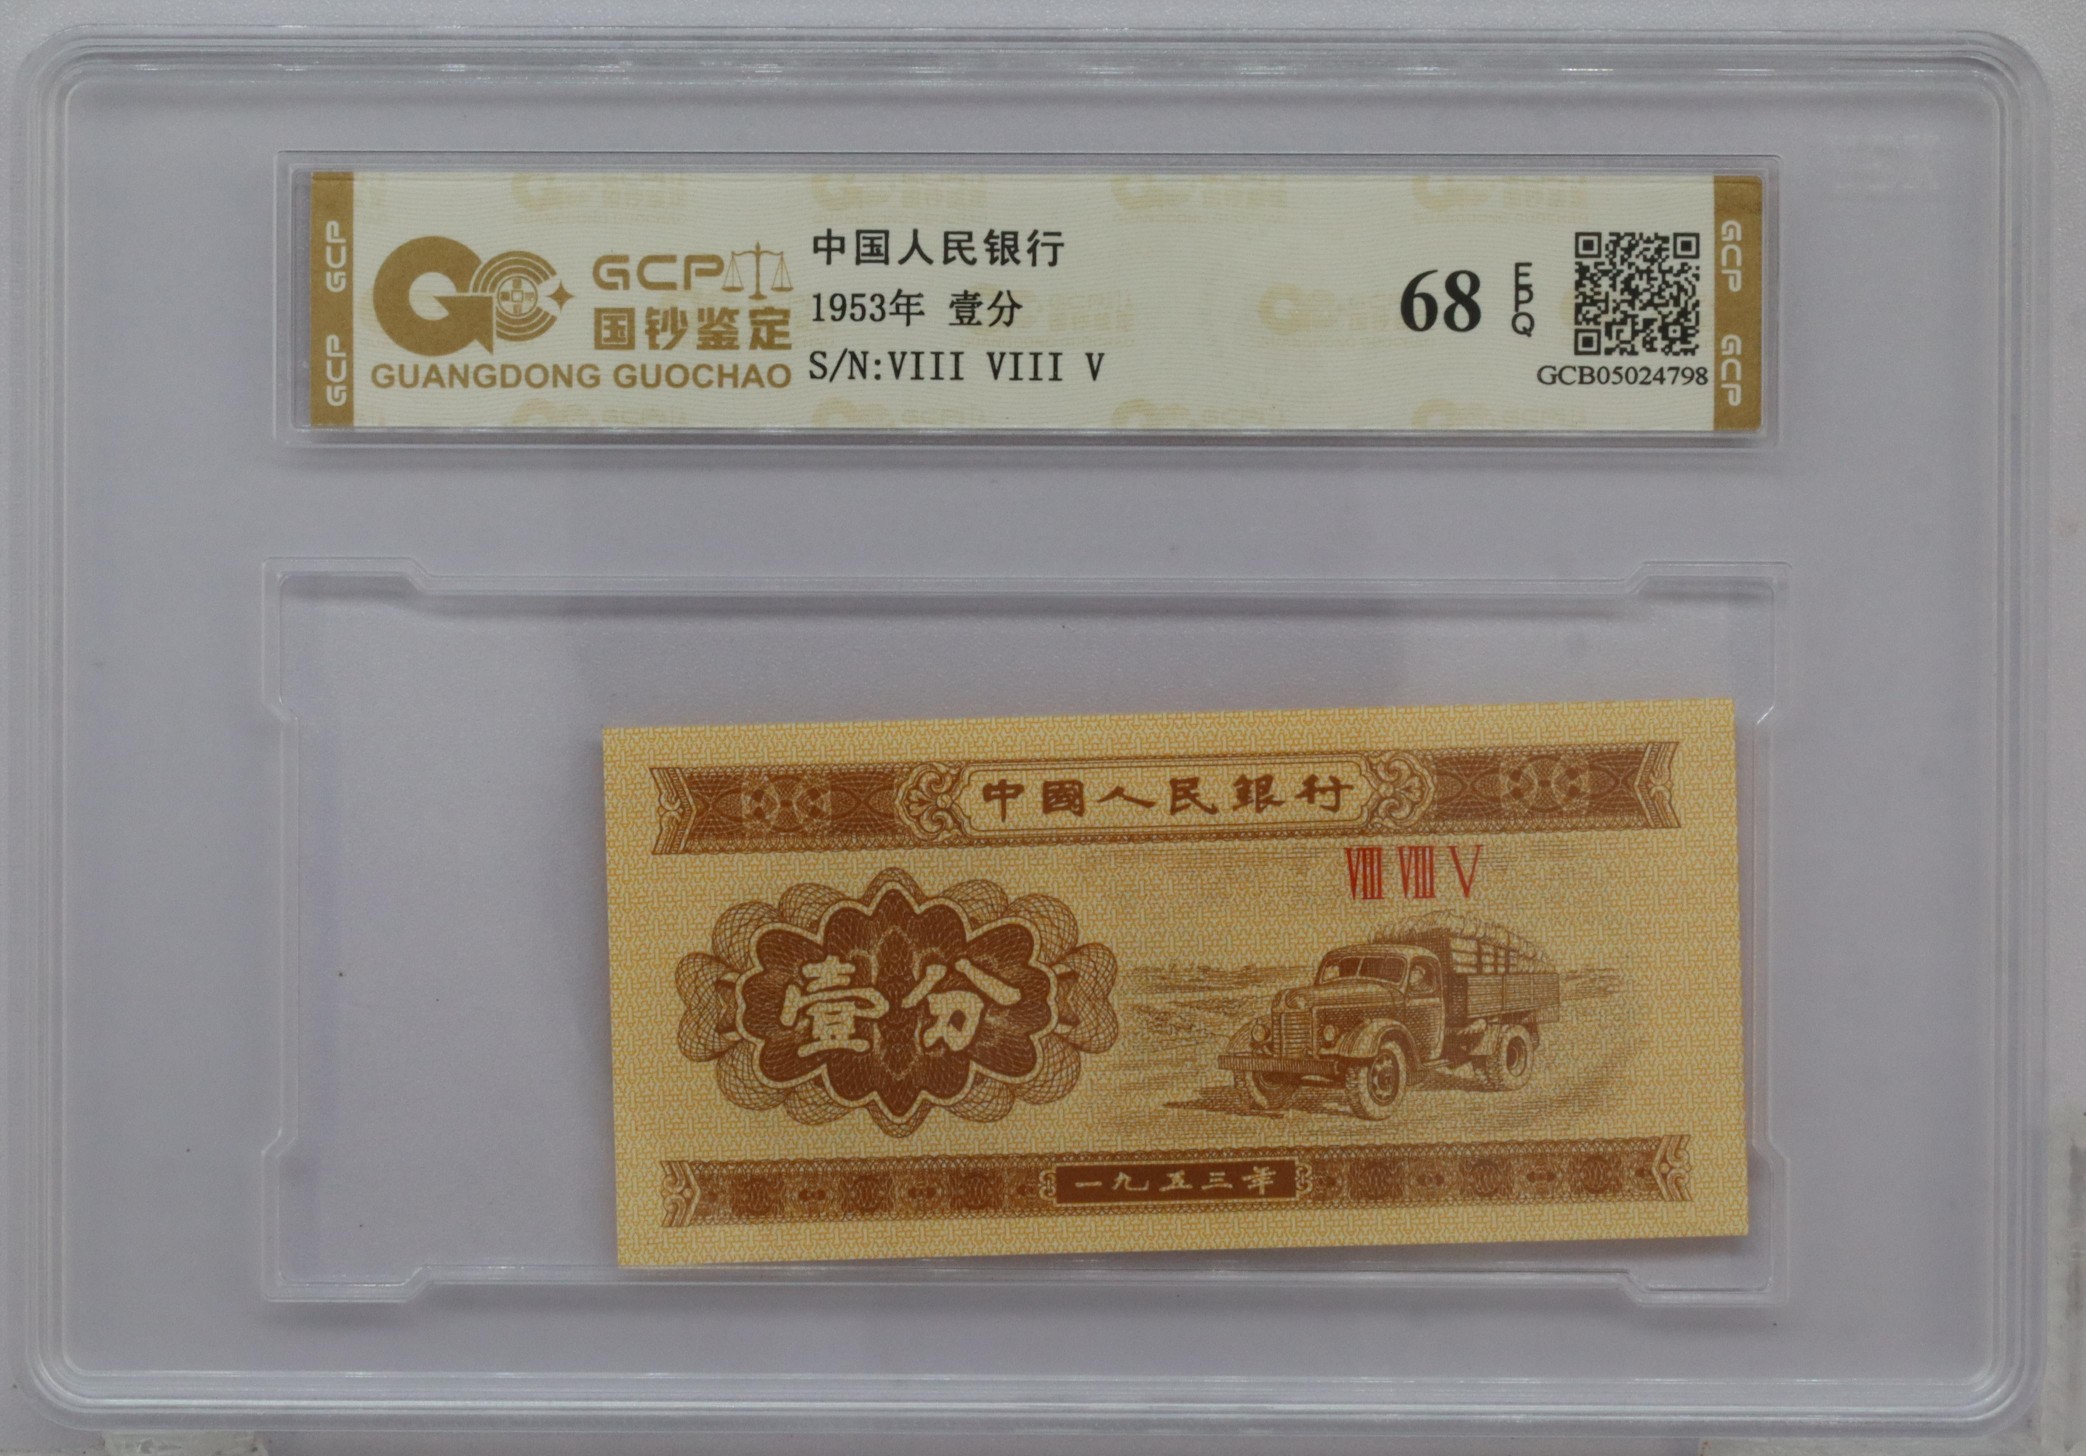 GCP
GCP
GCP
国钞鉴定
GUANGDONG GUOCHAO
中国人民银行
1953年 壹分
S/N:VIII VIII V
68
EPQ
GCB05024798
GCP
GCP
中國人民銀行
VIII VIII V
壹分
一九五三年